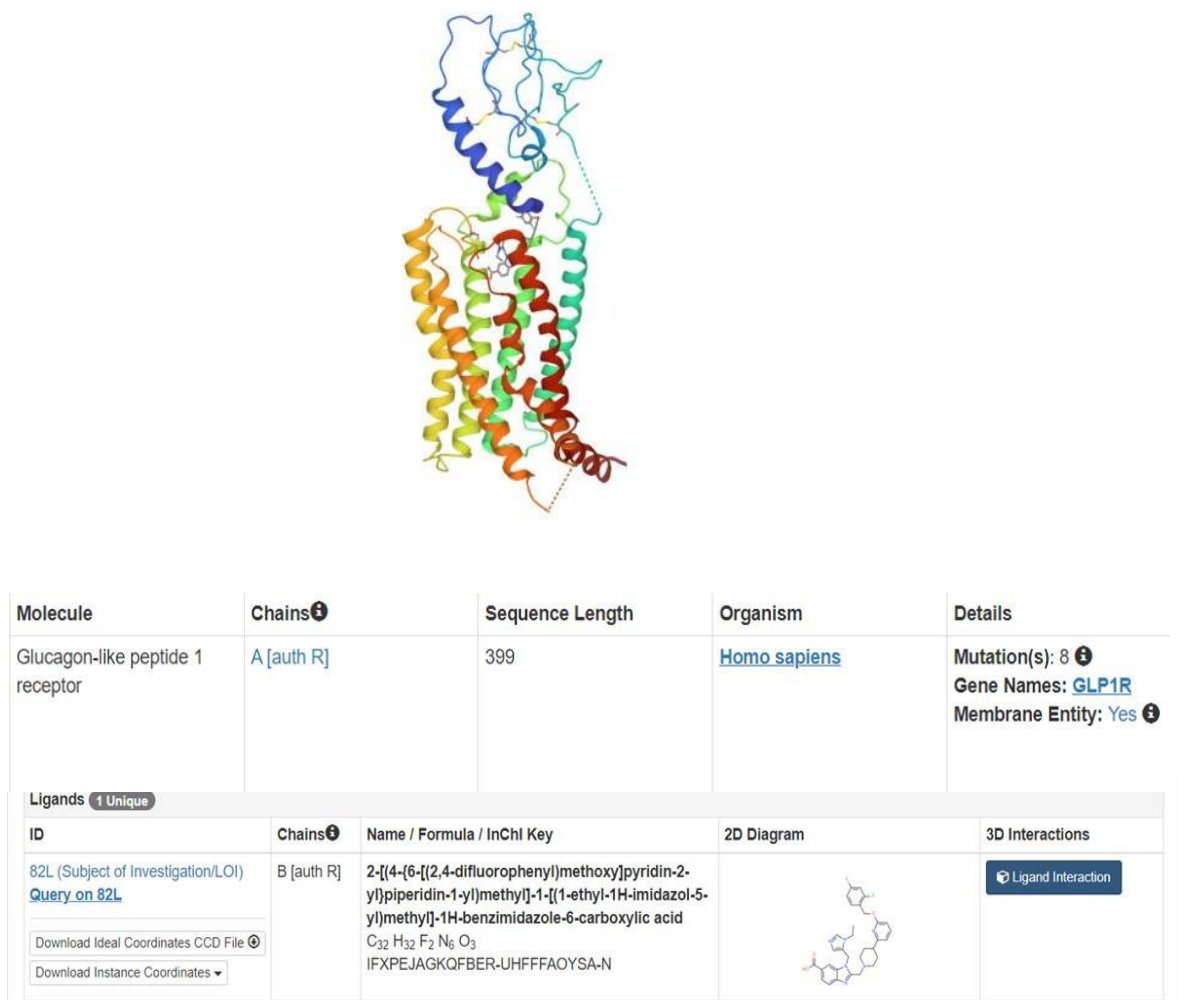 Molecule Chains Sequence Length Organism Details
Glucagon-like peptide 1 A [auth R] 399 Homo sapiens Mutation(s): 8
receptor Gene Names: GLP1R
Membrane Entity: Yes
Ligands 1 Unique
ID Chains Name / Formula / InChI Key 2D Diagram 3D Interactions
82L (Subject of Investigation/LOI) B [auth R] 2-[(4-{6-[(2,4-difluorophenyl)methoxy]pyridin-2- Ligand Interaction
Query on 82L yl}piperidin-1-yl)methyl]-1-[(1-ethyl-1H-imidazol-5-
yl)methyl]-1H-benzimidazole-6-carboxylic acid
Download Ideal Coordinates CCD File C32 H32 F2 N6 O3
Download Instance Coordinates IFXPEJAGKQFBER-UHFFFAOYSA-N